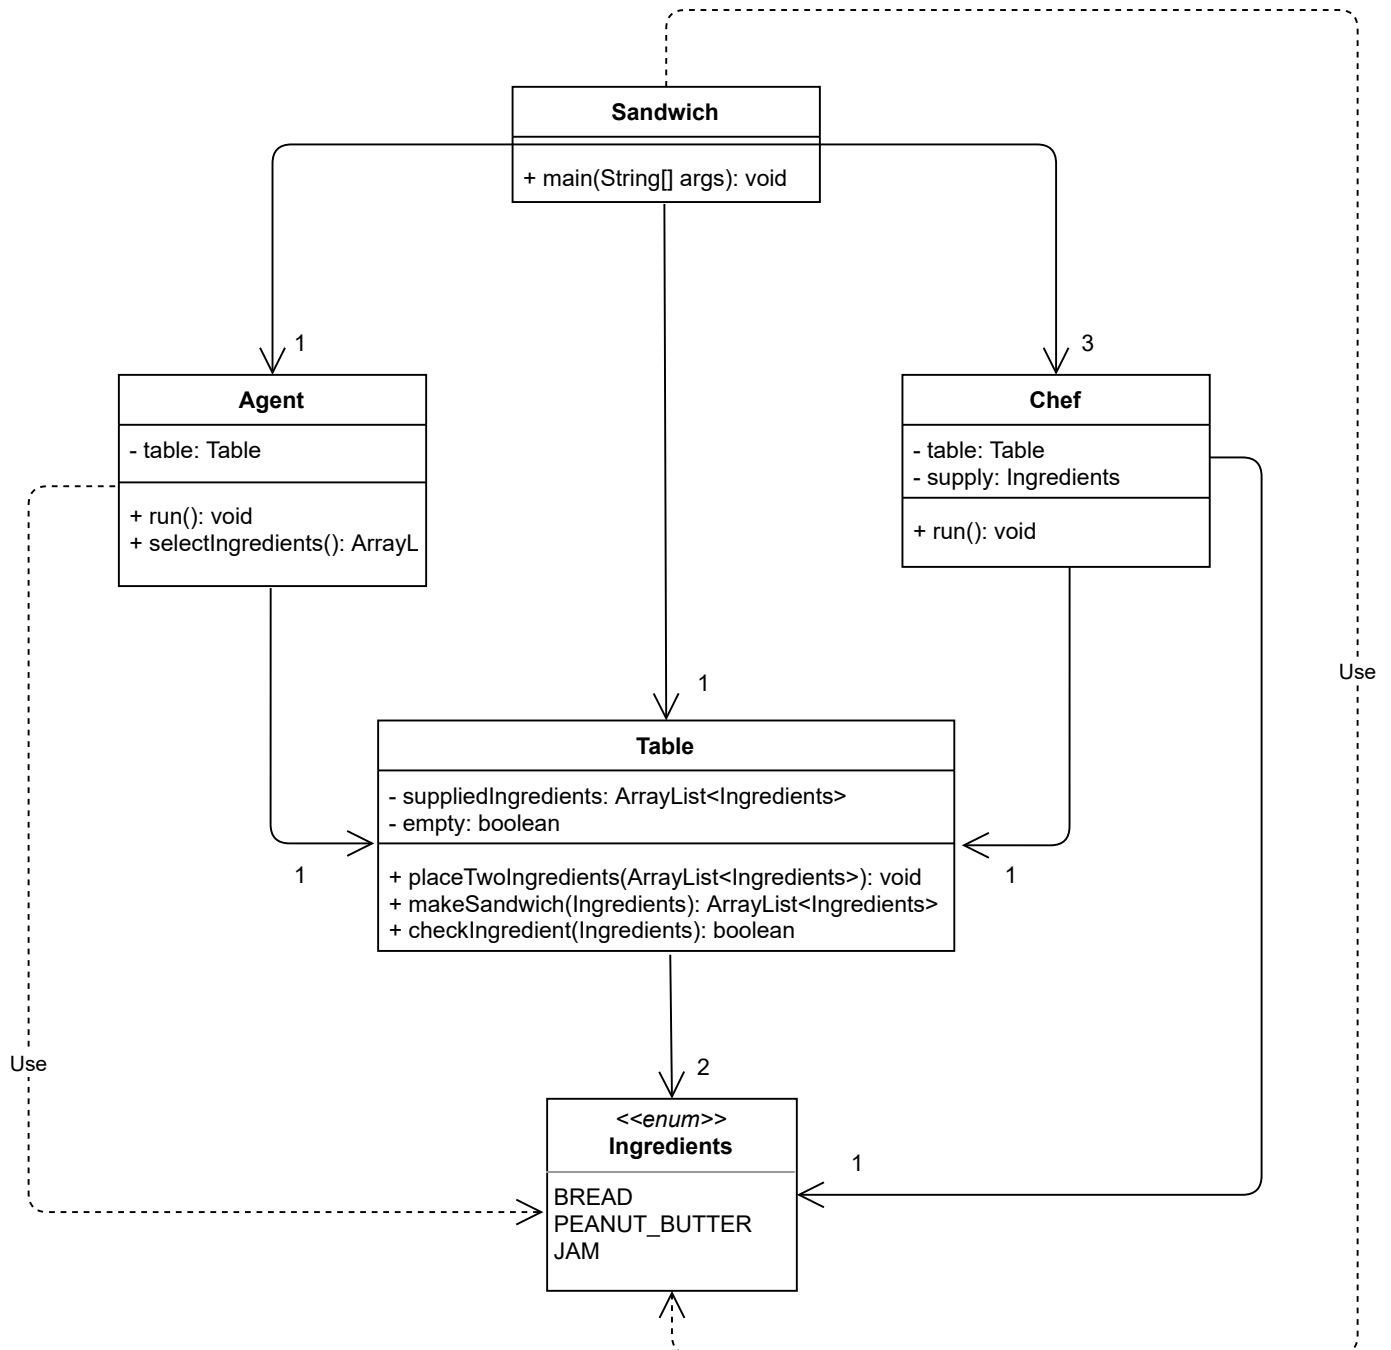 Sandwich
+ main(String[] args): void
1
3
Agent
- table: Table
+ run(): void
+ selectIngredients(): ArrayL
Chef
- table: Table
- supply: Ingredients
+ run(): void
Use
1
Table
- suppliedIngredients: ArrayList<Ingredients>
- empty: boolean
+ placeTwoIngredients(ArrayList<Ingredients>): void
+ makeSandwich(Ingredients): ArrayList<Ingredients>
+ checkIngredient(Ingredients): boolean
1
1
Use
2
<<enum>>
Ingredients
BREAD
PEANUT_BUTTER
JAM
1